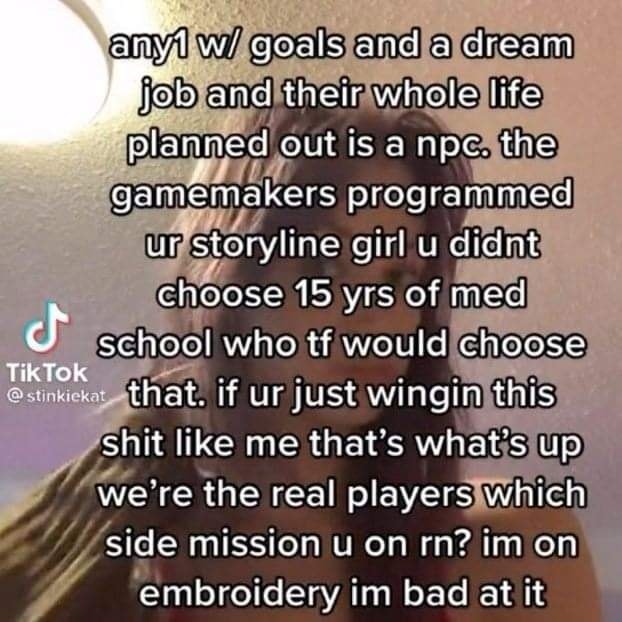 any1 w/ goals and a dream
job and their whole life
planned out is a npc. the
gamemakers programmed
ur storyline girl u didnt
choose 15 yrs of med
school who tf would choose
that. if ur just wingin this
shit like me that's what's up
we're the real players which
side mission u on rn? im on
embroidery im bad at it
TikTok
@stinkiekat